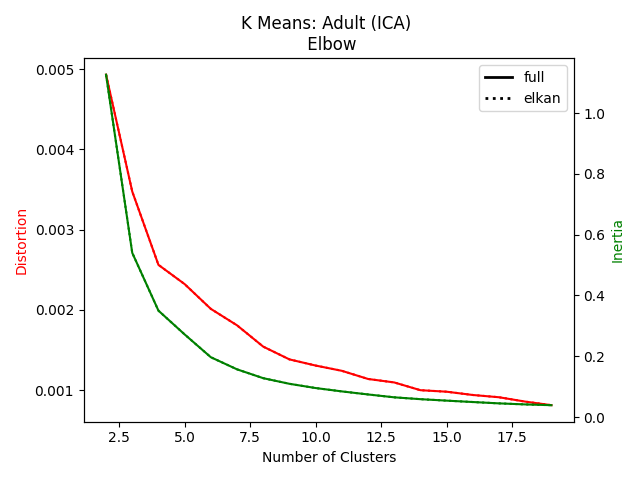 K Means: Adult (ICA)
Elbow
full
elkan
0.005
0.004
0.003
0.002
0.001
Distortion
1.0
0.8
0.6
0.4
0.2
0.0
Inertia
2.5 5.0 7.5 10.0 12.5 15.0 17.5
Number of Clusters